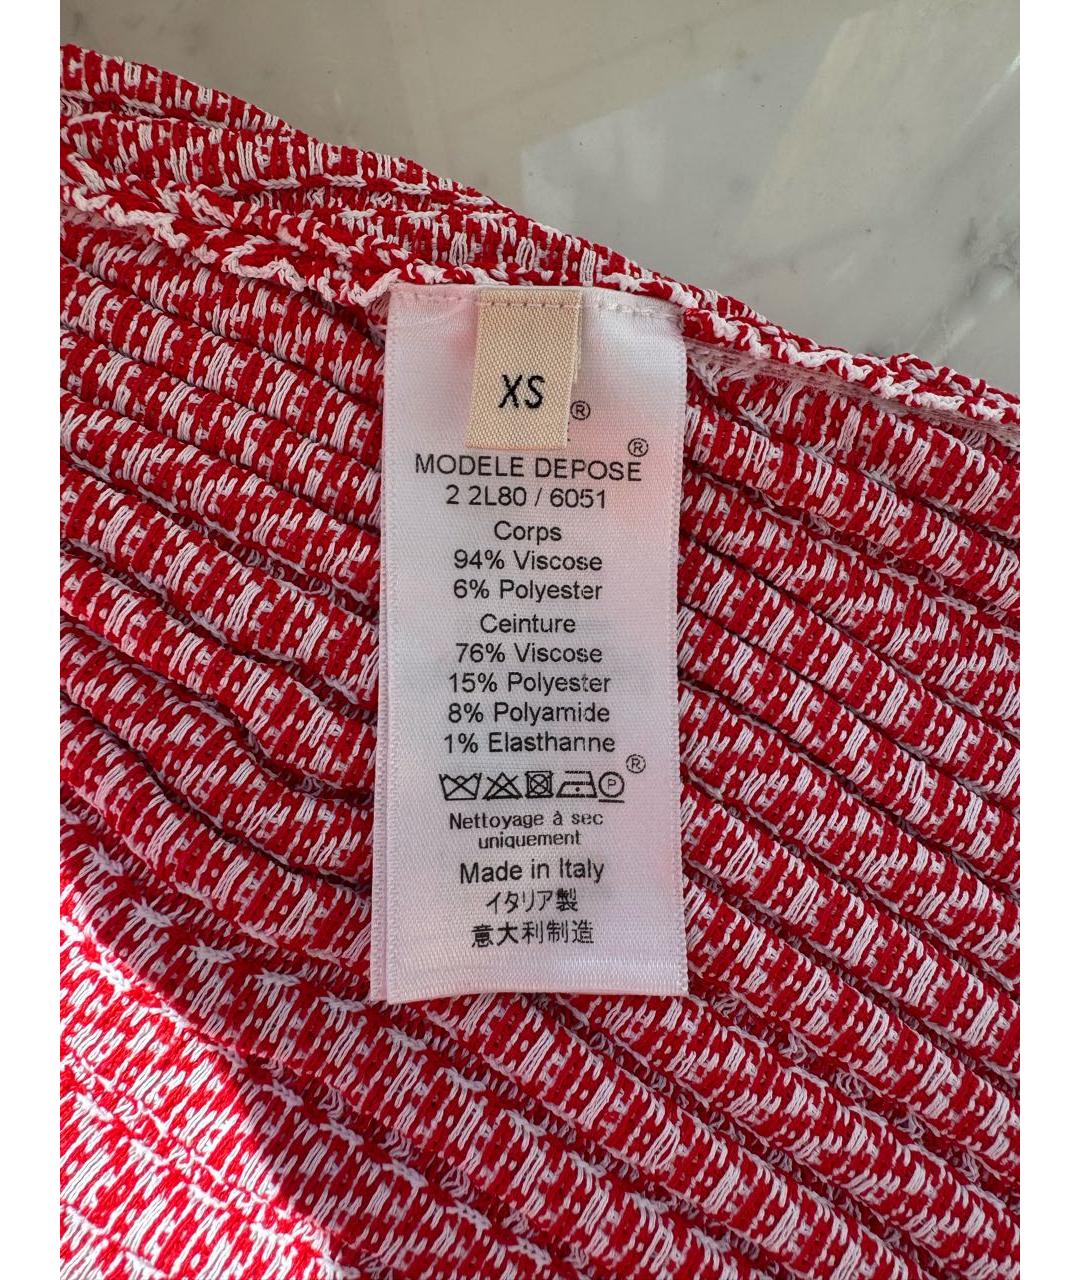 XS
®
®
MODELE DEPOSE
2 2L80 / 6051
Corps
94% Viscose
6% Polyester
Ceinture
76% Viscose
15% Polyester
8% Polyamide
1% Elasthanne
®
P
Nettoyage à sec
uniquement
Made in Italy
イタリア製
意大利制造